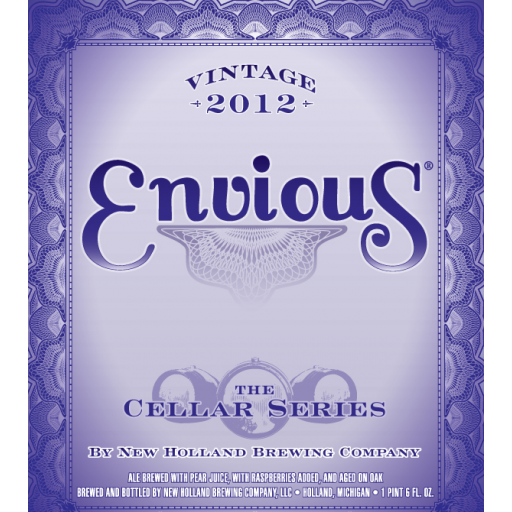 VINTAGE
2012
Envious®
THE
CELLAR SERIES
BY NEW HOLLAND BREWING COMPANY
ALE BREWED WITH PEAR JUICE, WITH RASPBERRIES ADDED, AND AGED ON OAK
BREWED AND BOTTLED BY NEW HOLLAND BREWING COMPANY, LLC • HOLLAND, MICHIGAN • 1 PINT 6 FL. OZ.